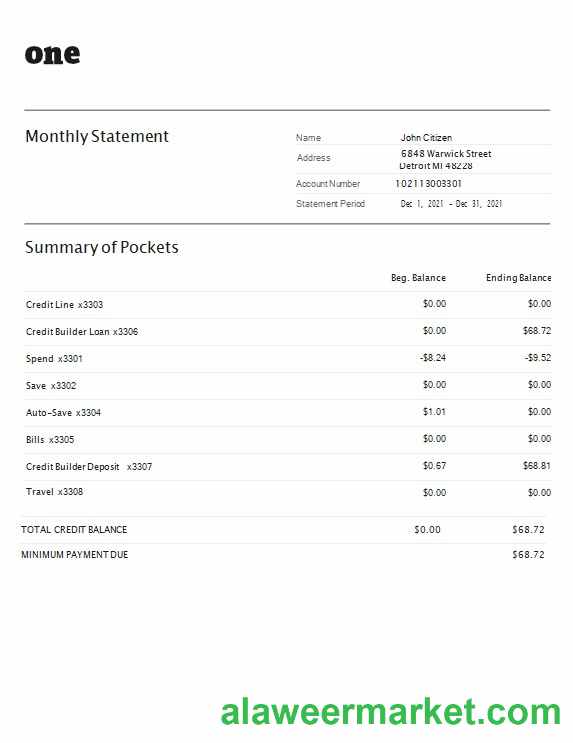 one
Monthly Statement
Name John Citizen
Address 6848 Warwick Street
Detroit MI 48228
Account Number 102113003301
Statement Period Dec 1, 2021 - Dec 31, 2021
Summary of Pockets
Beg. Balance Ending Balance
Credit Line x3303 $0.00 $0.00
Credit Builder Loan x3306 $0.00 $68.72
Spend x3301 -$8.24 -$9.52
Save x3302 $0.00 $0.00
Auto-Save x3304 $1.01 $0.00
Bills x3305 $0.00 $0.00
Credit Builder Deposit x3307 $0.67 $68.81
Travel x3308 $0.00 $0.00
TOTAL CREDIT BALANCE $0.00 $68.72
MINIMUM PAYMENT DUE $68.72
alaweermarket.com